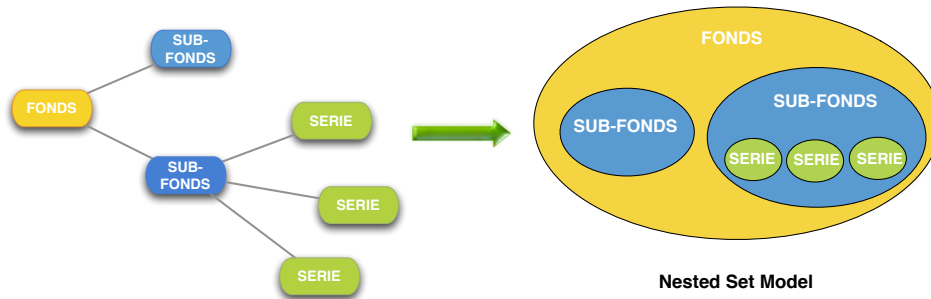 SUB-
FONDS
FONDS
SERIE
SUB-
FONDS
SERIE
SERIE
FONDS
SUB-FONDS
SUB-FONDS
SERIE SERIE SERIE
Nested Set Model